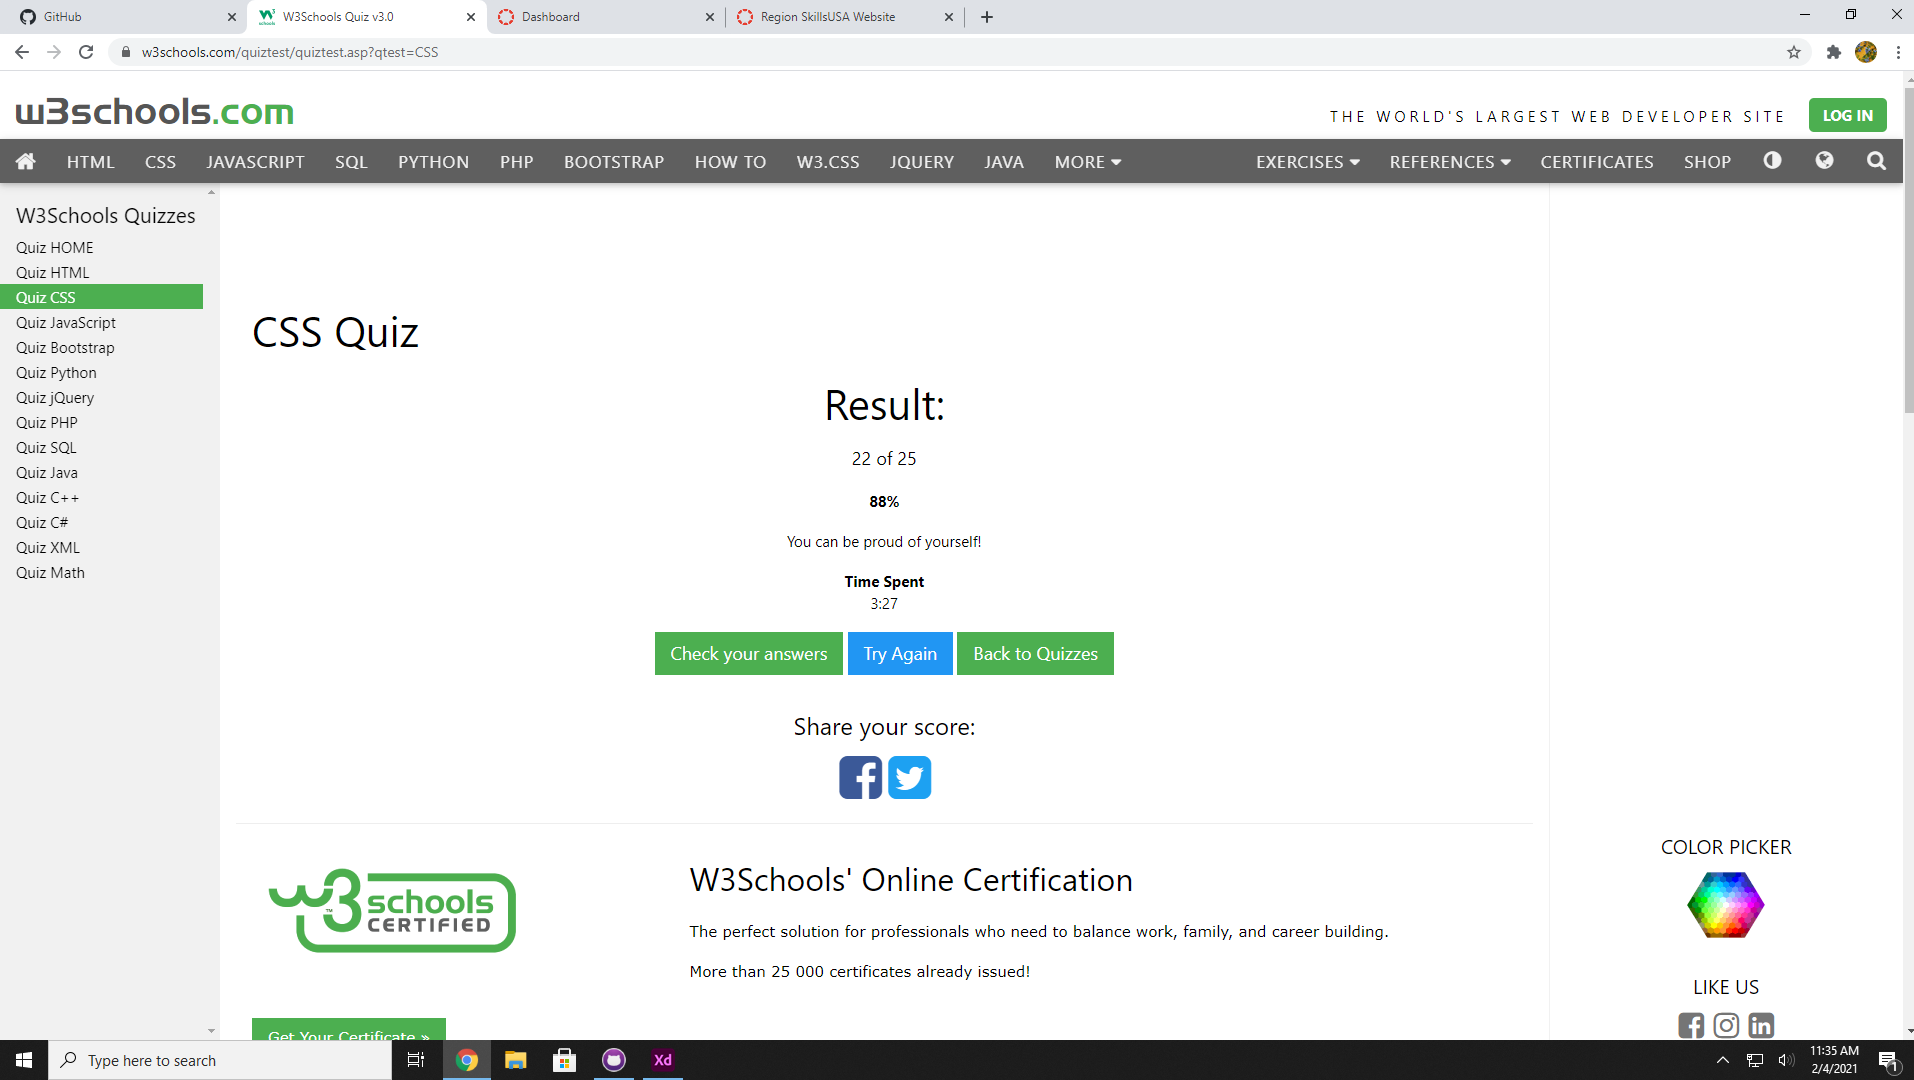 GitHub
W3Schools Quiz v3.0
Dashboard
Region SkillsUSA Website
w3schools.com/quiztest/quiztest.asp?qtest=CSS
w3schools.com
THE WORLD'S LARGEST WEB DEVELOPER SITE
LOG IN
HTML CSS JAVASCRIPT SQL PYTHON PHP BOOTSTRAP HOW TO W3.CSS JQUERY JAVA MORE EXERCISES REFERENCES CERTIFICATES SHOP
W3Schools Quizzes
Quiz HOME
Quiz HTML
Quiz CSS
Quiz JavaScript
Quiz Bootstrap
Quiz Python
Quiz jQuery
Quiz PHP
Quiz SQL
Quiz Java
Quiz C++
Quiz C#
Quiz XML
Quiz Math
CSS Quiz
Result:
22 of 25
88%
You can be proud of yourself!
Time Spent
3:27
Check your answers
Try Again
Back to Quizzes
Share your score:
w3schools
CERTIFIED
W3Schools' Online Certification
The perfect solution for professionals who need to balance work, family, and career building.
More than 25 000 certificates already issued!
Get Your Certificate »
COLOR PICKER
LIKE US
Type here to search
Xd
11:35 AM
2/4/2021
1